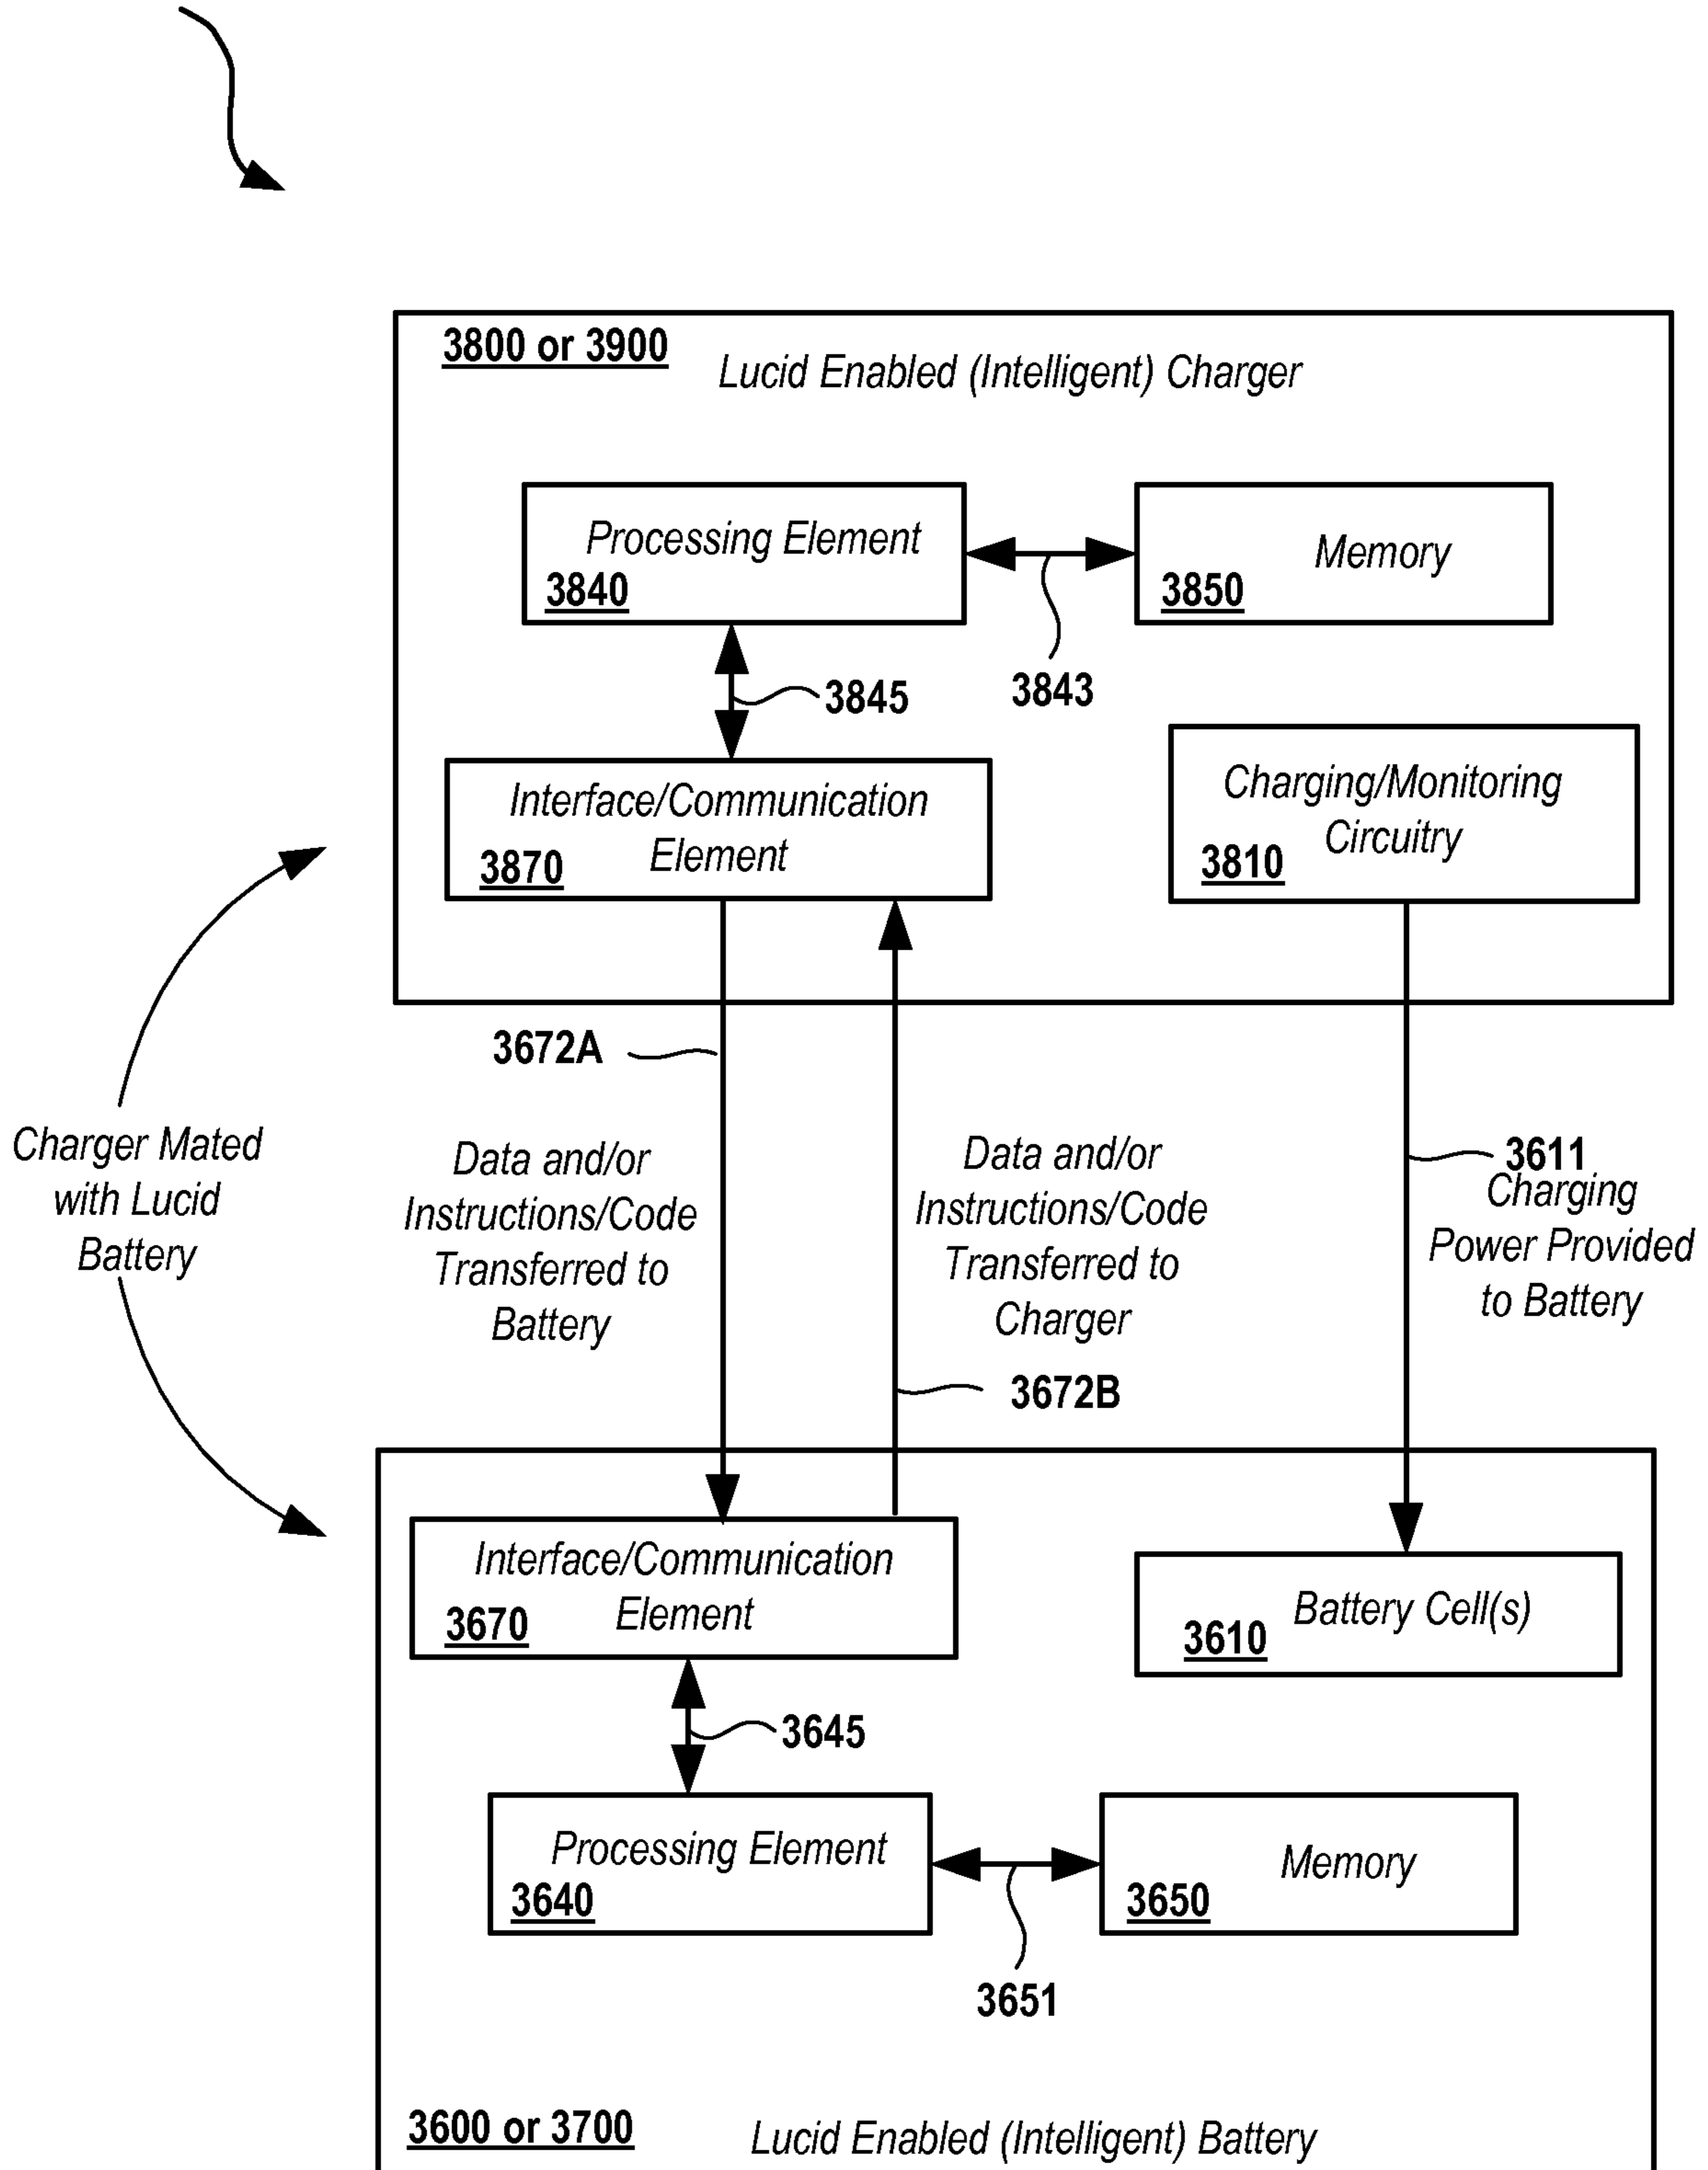 3800 or 3900
Lucid Enabled (Intelligent) Charger
Processing Element
3840
Memory
3850
3845
3843
Interface/Communication
Element
3870
Charging/Monitoring
Circuitry
3810
3672A
Charger Mated
with Lucid
Battery
Data and/or
Instructions/Code
Transferred to
Battery
Data and/or
Instructions/Code
Transferred to
Charger
3672B
3611
Charging
Power Provided
to Battery
Interface/Communication
Element
3670
Battery Cell(s)
3610
3645
Processing Element
3640
Memory
3650
3651
3600 or 3700
Lucid Enabled (Intelligent) Battery